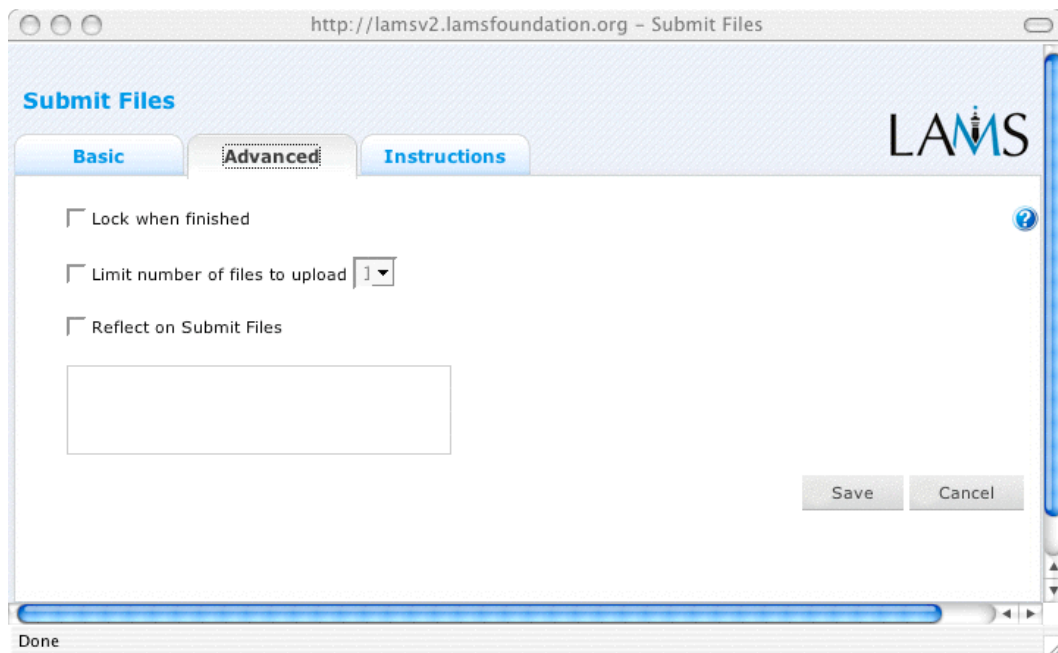 http://lamsv2.lamsfoundation.org – Submit Files
Submit Files
LAMS
Basic Advanced Instructions
Lock when finished
?
Limit number of files to upload 1
Reflect on Submit Files
Save Cancel
Done